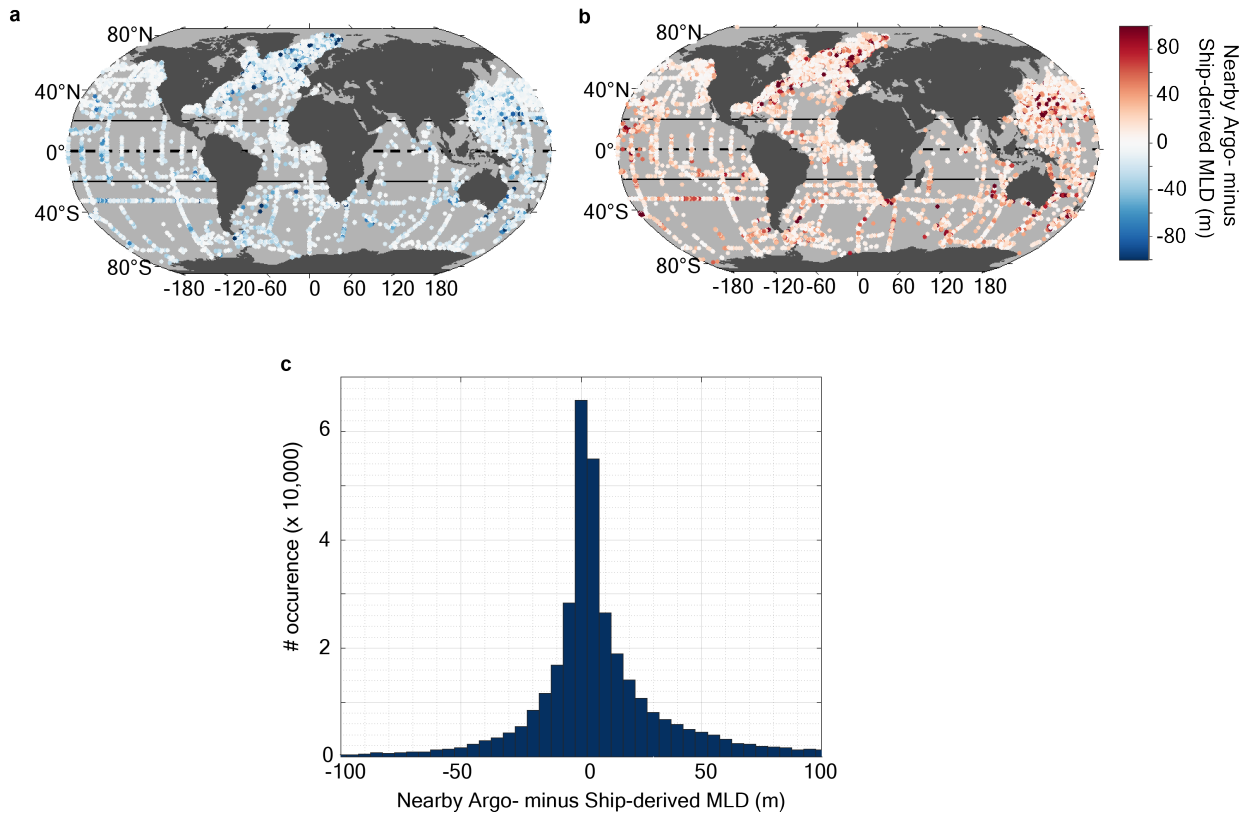 a
80°N
40°N
0°
40°S
80°S
-180 -120 -60 0 60 120 180
b
80°N
40°N
0°
40°S
80°S
-180 -120 -60 0 60 120 180
80
40
0
-40
-80
Nearby Argo- minus
Ship-derived MLD (m)
c
# occurence (x 10,000)
6
4
2
0
-100 -50 0 50 100
Nearby Argo- minus Ship-derived MLD (m)